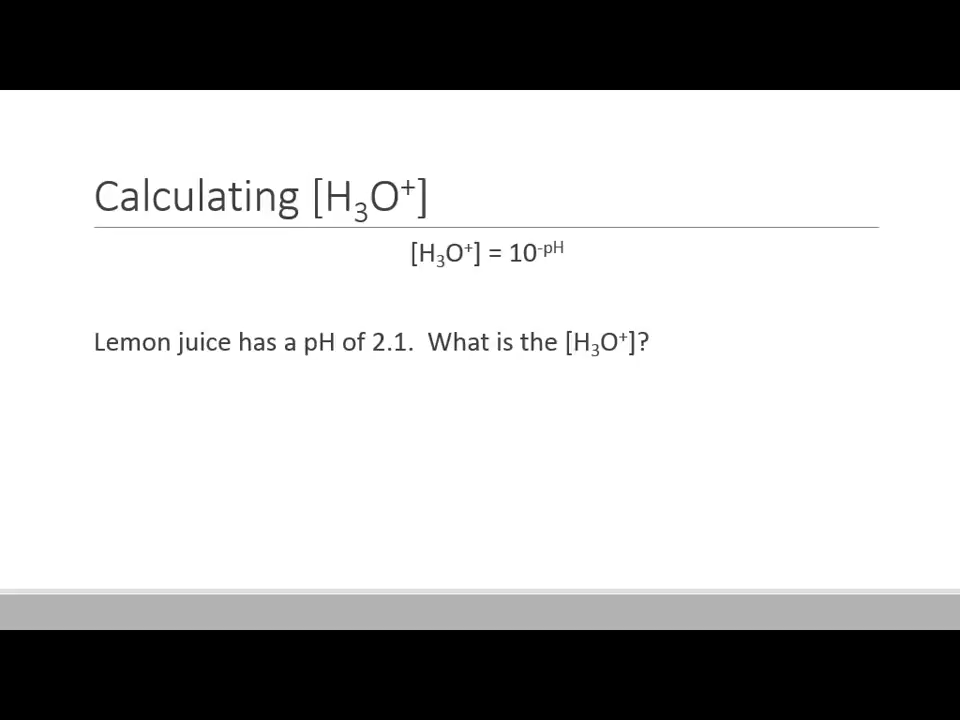 Calculating [H₃O⁺]
[H₃O⁺] = 10⁻ᵖᴴ
Lemon juice has a pH of 2.1.  What is the [H₃O⁺]?